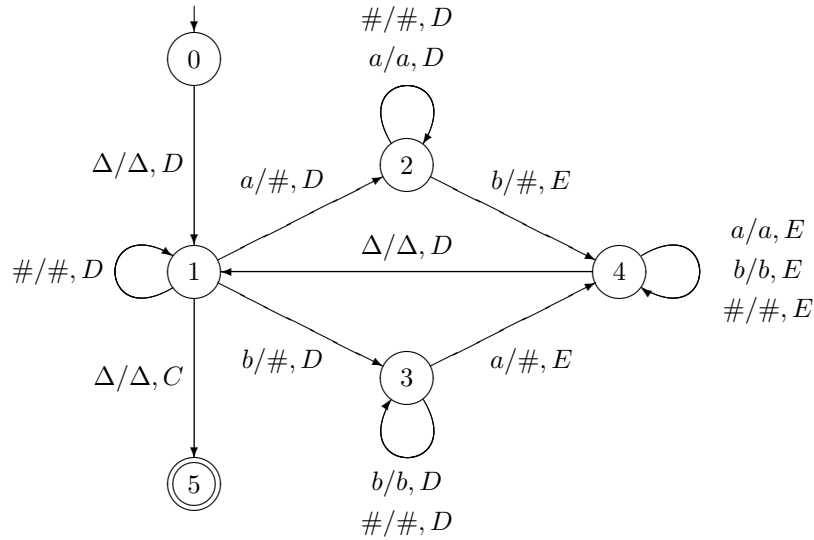 #/#, D
a/a, D
0
Δ/Δ, D
2
a/#, D
b/#, E
Δ/Δ, D
a/a, E
#/#, D
1
4
b/b, E
#/#, E
b/#, D
a/#, E
Δ/Δ, C
3
5
b/b, D
#/#, D